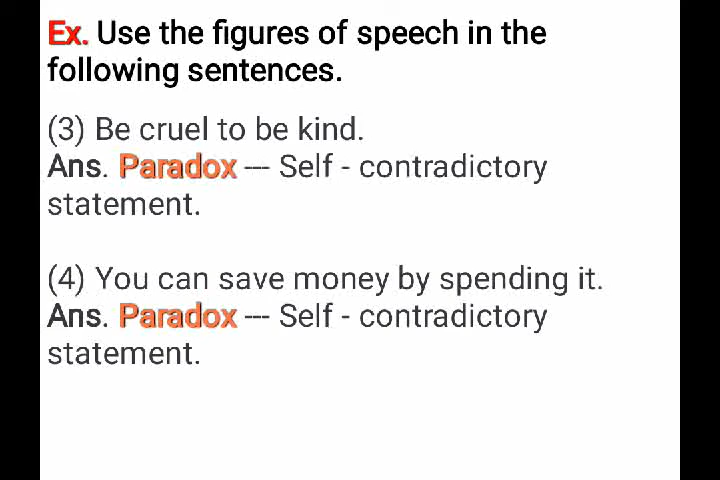 Ex. Use the figures of speech in the
following sentences.
(3) Be cruel to be kind.
Ans. Paradox --- Self - contradictory
statement.
(4) You can save money by spending it.
Ans. Paradox --- Self - contradictory
statement.